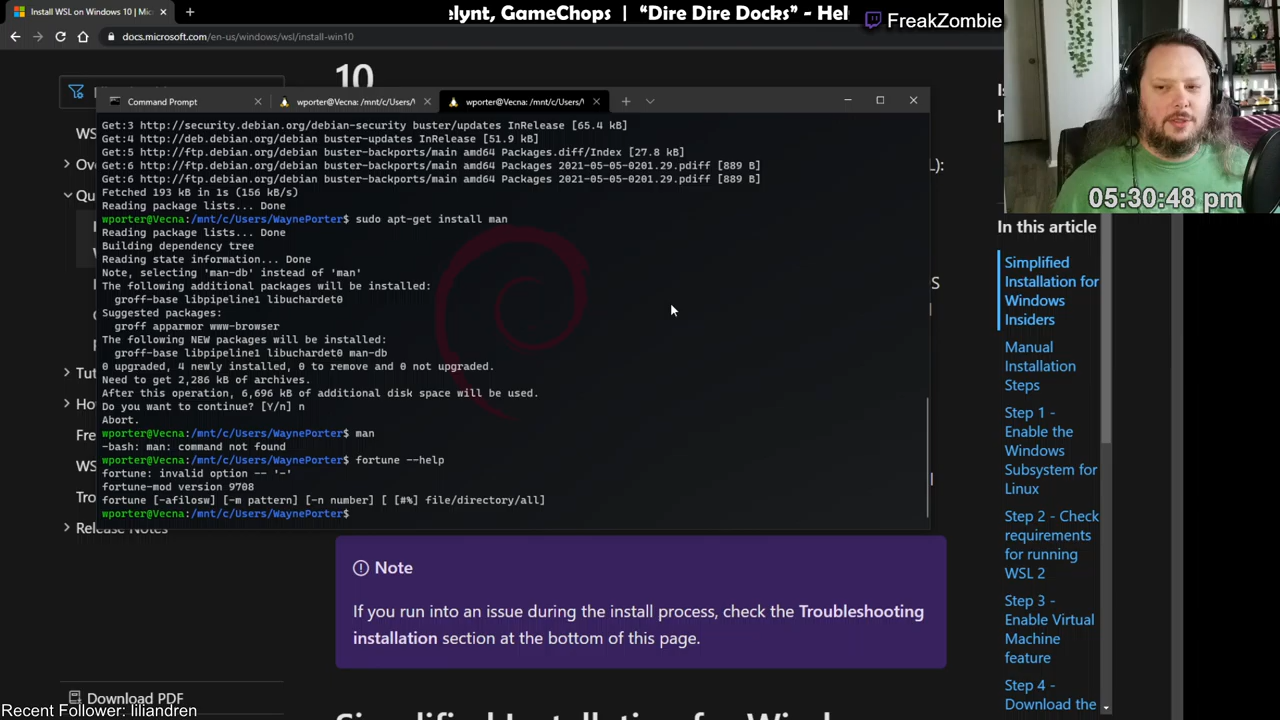 Install WSL on Windows 10 | Mic
elynt, GameChops | “Dire Dire Docks” - Hel
FreakZombie
docs.microsoft.com/en-us/windows/wsl/install-win10
10
Command Prompt
wporter@Vecna: /mnt/c/Users/
wporter@Vecna: /mnt/c/Users/
Get:3 http://security.debian.org/debian-security buster/updates InRelease [65.4 kB]
Get:4 http://deb.debian.org/debian buster-updates InRelease [51.9 kB]
Get:5 http://ftp.debian.org/debian buster-backports/main amd64 Packages.diff/Index [27.8 kB]
Get:6 http://ftp.debian.org/debian buster-backports/main amd64 Packages 2021-05-05-0201.29.pdiff [889 B]
Get:6 http://ftp.debian.org/debian buster-backports/main amd64 Packages 2021-05-05-0201.29.pdiff [889 B]
Fetched 193 kB in 1s (156 kB/s)
Reading package lists... Done
wporter@Vecna:/mnt/c/Users/WaynePorter$ sudo apt-get install man
Reading package lists... Done
Building dependency tree
Reading state information... Done
Note, selecting 'man-db' instead of 'man'
The following additional packages will be installed:
groff-base libpipeline1 libuchardet0
Suggested packages:
groff apparmor www-browser
The following NEW packages will be installed:
groff-base libpipeline1 libuchardet0 man-db
0 upgraded, 4 newly installed, 0 to remove and 0 not upgraded.
Need to get 2,286 kB of archives.
After this operation, 6,696 kB of additional disk space will be used.
Do you want to continue? [Y/n] n
Abort.
wporter@Vecna:/mnt/c/Users/WaynePorter$ man
-bash: man: command not found
wporter@Vecna:/mnt/c/Users/WaynePorter$ fortune --help
fortune: invalid option -- '-'
fortune-mod version 9708
fortune [-afilosw] [-m pattern] [-n number] [ [#%] file/directory/all]
wporter@Vecna:/mnt/c/Users/WaynePorter$
WS
Ov
Qu
Tut
Ho
Fre
WS
Tro
Release Notes
Download PDF
Recent Follower: liliandren
):
Note
If you run into an issue during the install process, check the Troubleshooting
installation section at the bottom of this page.
Simplified Installation for Wind
05:30:48 pm
In this article
Simplified
Installation for
Windows
Insiders
Manual
Installation
Steps
Step 1 -
Enable the
Windows
Subsystem for
Linux
Step 2 - Check
requirements
for running
WSL 2
Step 3 -
Enable Virtual
Machine
feature
Step 4 -
Download the